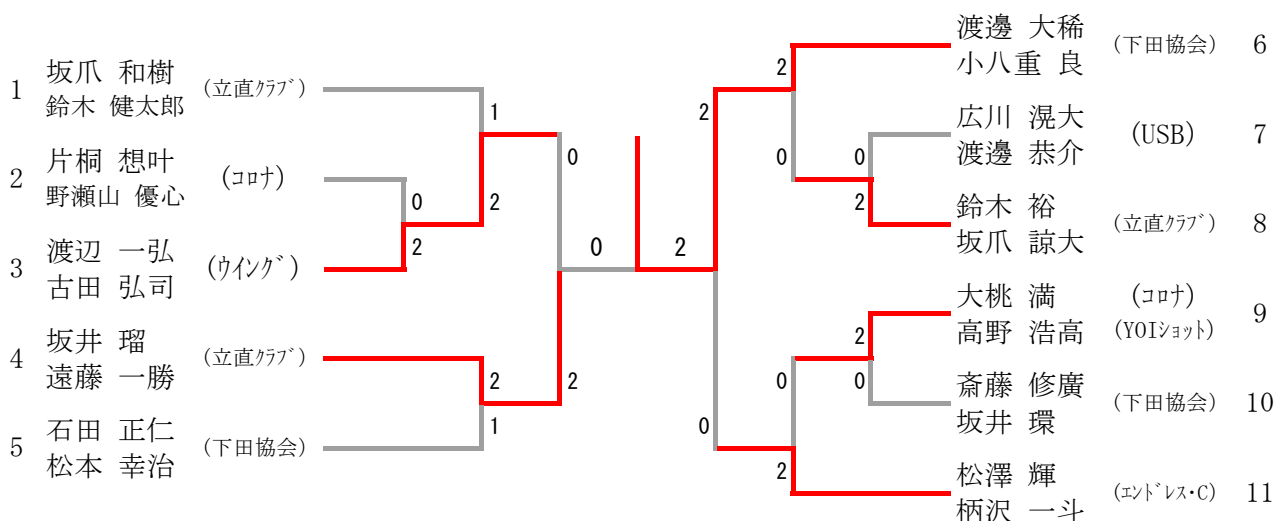 1 坂爪 和樹 (立直ｸﾗﾌﾞ)
鈴木 健太郎
2 片桐 想叶 (ｺﾛﾅ)
野瀬山 優心
3 渡辺 一弘 (ｳｲﾝｸﾞ)
古田 弘司
4 坂井 瑠 (立直ｸﾗﾌﾞ)
遠藤 一勝
5 石田 正仁 (下田協会)
松本 幸治
1
0
2
2
0
2
1
2
0
2
2
0
2
0
0
2
2
0
0
2
渡邊 大稀 (下田協会) 6
小八重 良
広川 滉大 (USB) 7
渡邊 恭介
鈴木 裕 (立直ｸﾗﾌﾞ) 8
坂爪 諒大
大桃 満 (ｺﾛﾅ) 9
高野 浩高 (YOIｼｮｯﾄ)
斎藤 修廣 (下田協会) 10
坂井 環
松澤 輝 (ｴﾝﾄﾞﾚｽ・C) 11
柄沢 一斗